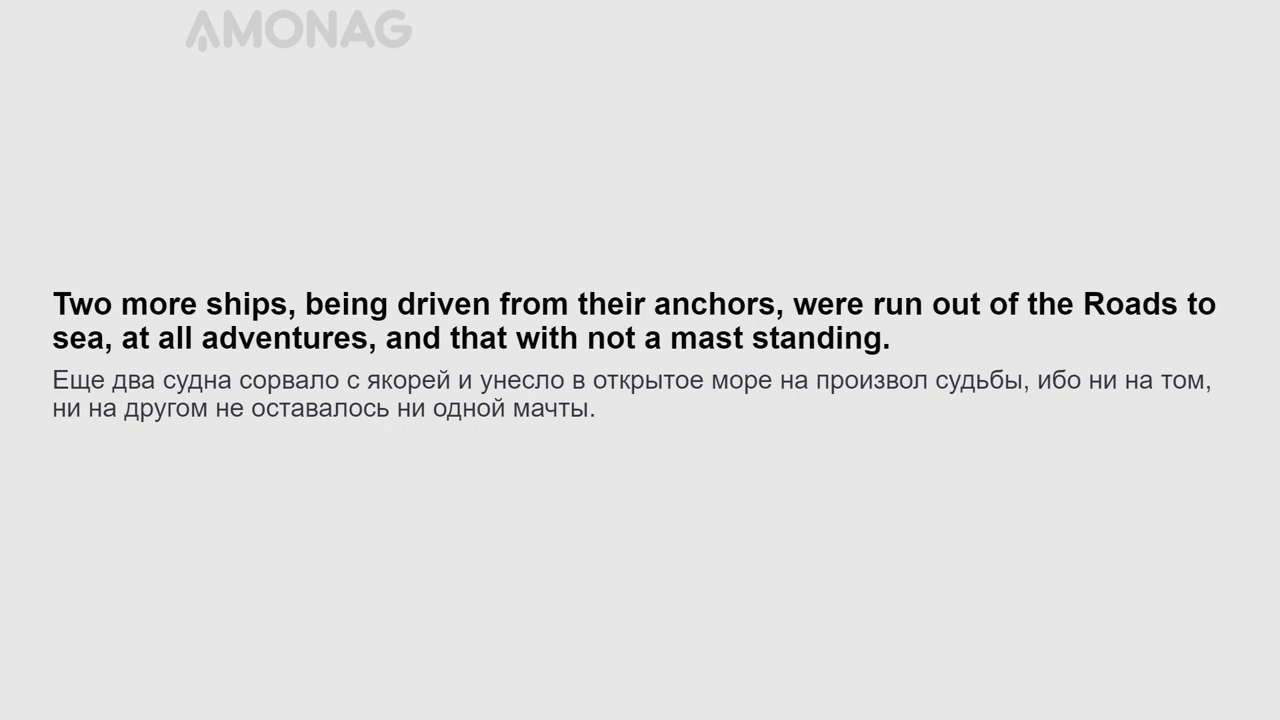 AMONAG
Two more ships, being driven from their anchors, were run out of the Roads to
sea, at all adventures, and that with not a mast standing.
Еще два судна сорвало с якорей и унесло в открытое море на произвол судьбы, ибо ни на том,
ни на другом не оставалось ни одной мачты.